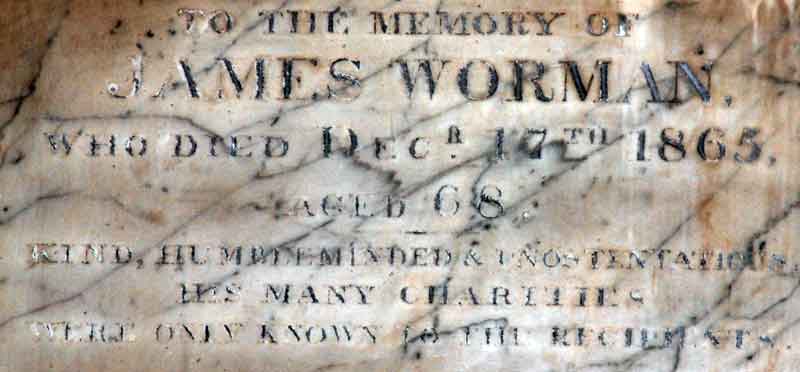 TO THE MEMORY OF
JAMES WORMAN,
WHO DIED DECR. 17TH 1865,
AGED 68.
KIND, HUMBLEMINDED & UNOSTENTATIOUS,
HIS MANY CHARITIES
WERE ONLY KNOWN TO THE RECIPIENTS.